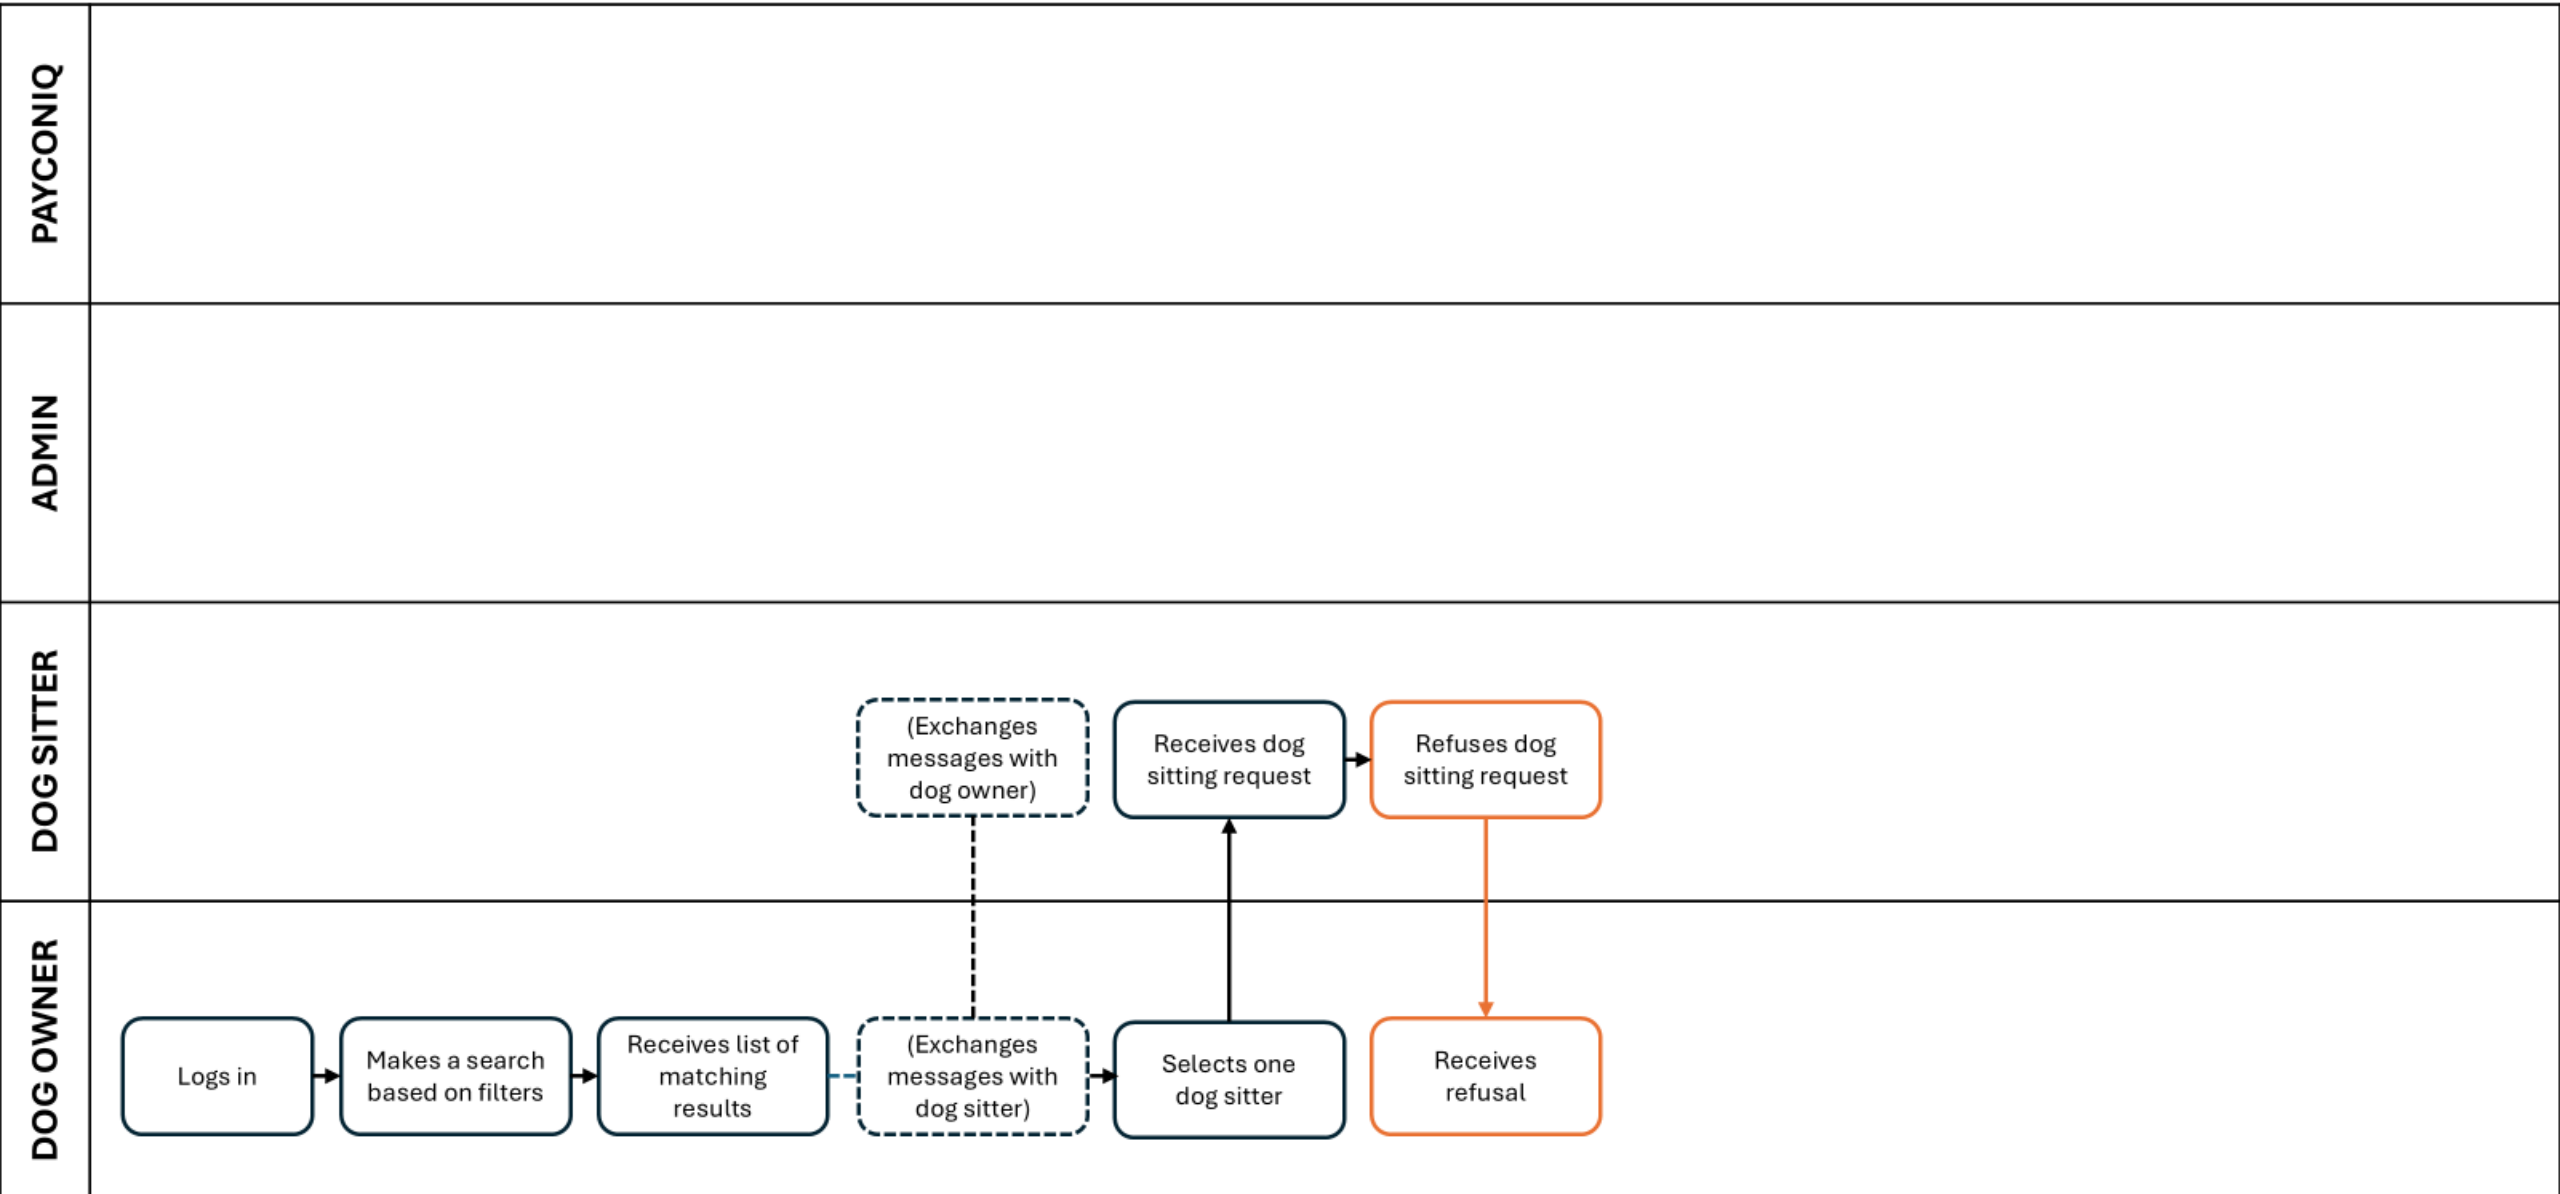 PAYCONIQ
ADMIN
DOG SITTER
(Exchanges
messages with
dog owner)
Receives dog
sitting request
Refuses dog
sitting request
DOG OWNER
Logs in
Makes a search
based on filters
Receives list of
matching
results
(Exchanges
messages with
dog sitter)
Selects one
dog sitter
Receives
refusal